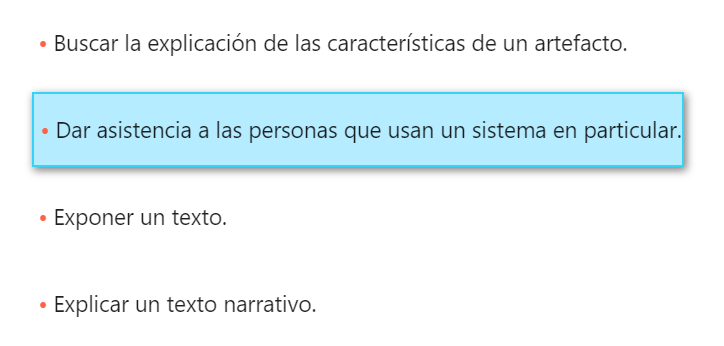 • Buscar la explicación de las características de un artefacto.
• Dar asistencia a las personas que usan un sistema en particular.
• Exponer un texto.
• Explicar un texto narrativo.